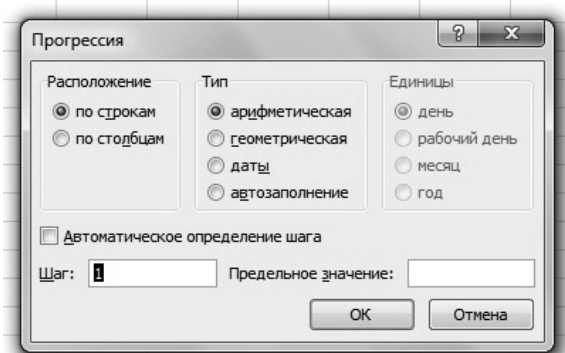 Прогрессия
Расположение
по строкам
по столбцам
Тип
арифметическая
геометрическая
даты
автозаполнение
Единицы
день
рабочий день
месяц
год
Автоматическое определение шага
Шаг: 1 Предельное значение:
ОК Отмена